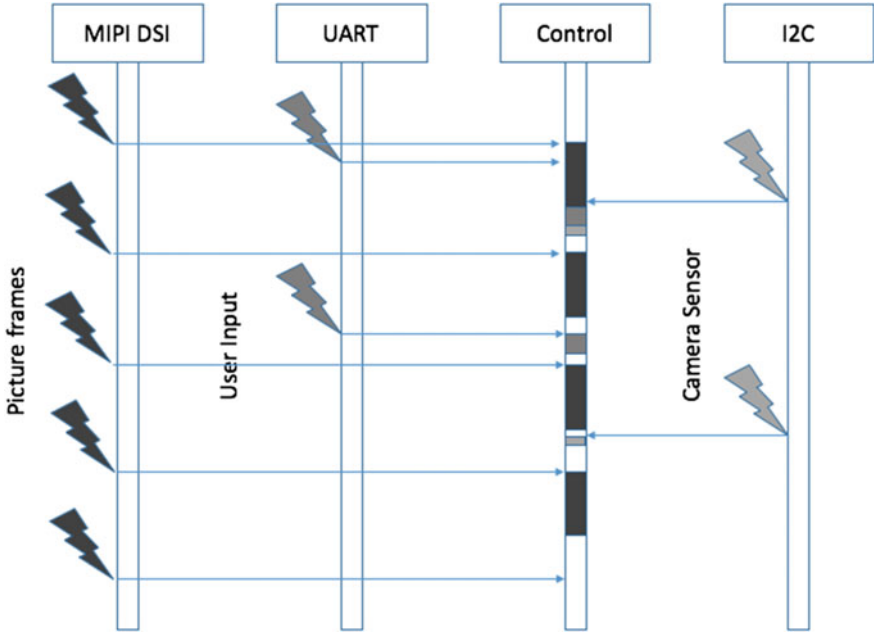 MIPI DSI
UART
Control
I2C
Picture frames
User Input
Camera Sensor